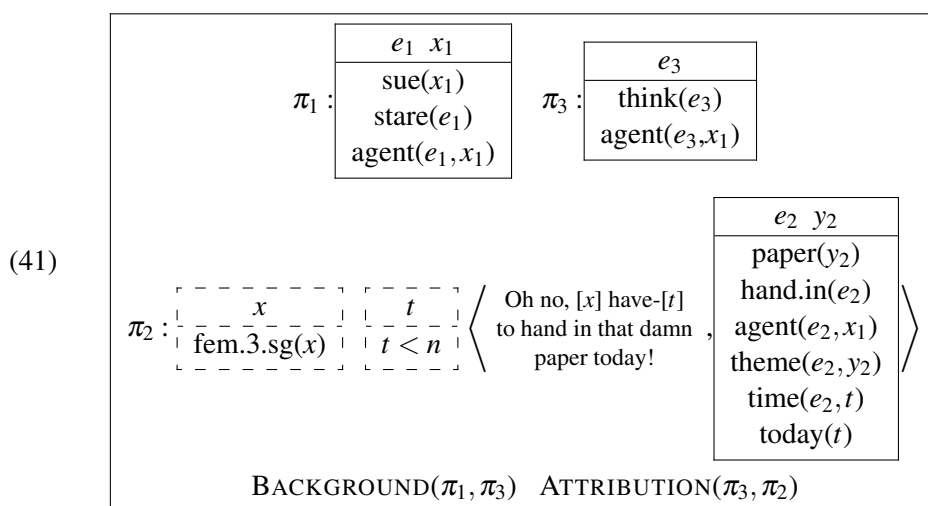 (41)
π₁ :
e₁ x₁
sue(x₁)
stare(e₁)
agent(e₁, x₁)
π₃ :
e₃
think(e₃)
agent(e₃,x₁)
π₂ :
x
fem.3.sg(x)
t
t < n
⟨ Oh no, [x] have-[t]
to hand in that damn
paper today!
,
e₂ y₂
paper(y₂)
hand.in(e₂)
agent(e₂, x₁)
theme(e₂, y₂)
time(e₂, t)
today(t)
⟩
BACKGROUND(π₁, π₃) ATTRIBUTION(π₃, π₂)